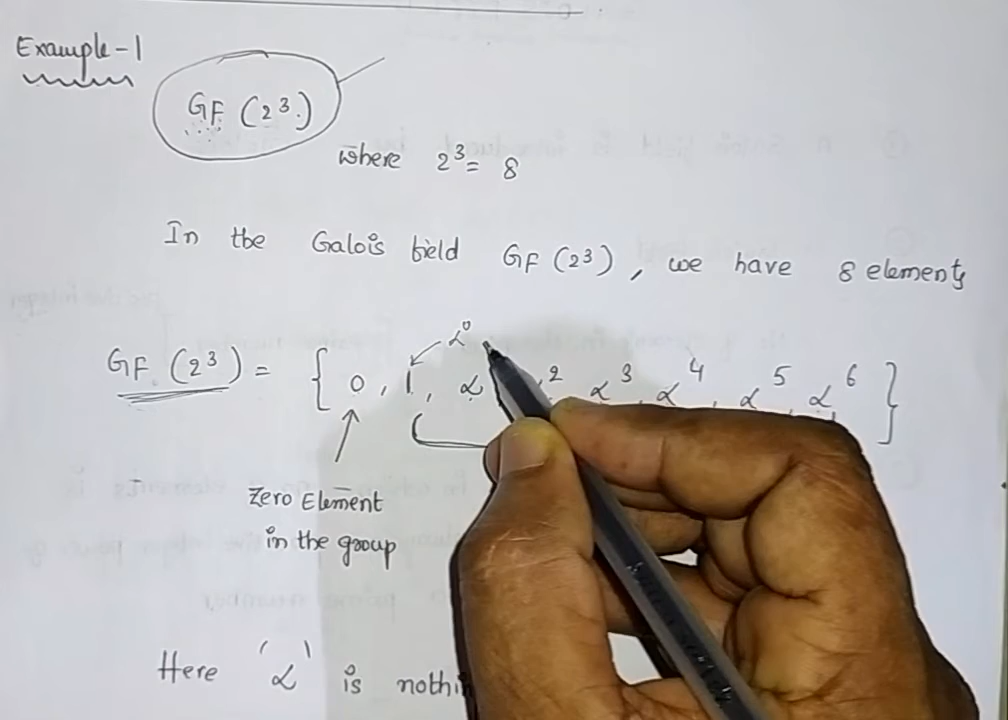 Example-1
GF (2³)
where 2³ = 8
In the Galois field GF (2³), we have 8 elements
α⁰
GF (2³) = { 0, 1, α ², α³, α⁴, α⁵, α⁶ }
Zero Element
in the group
Here 'α' is